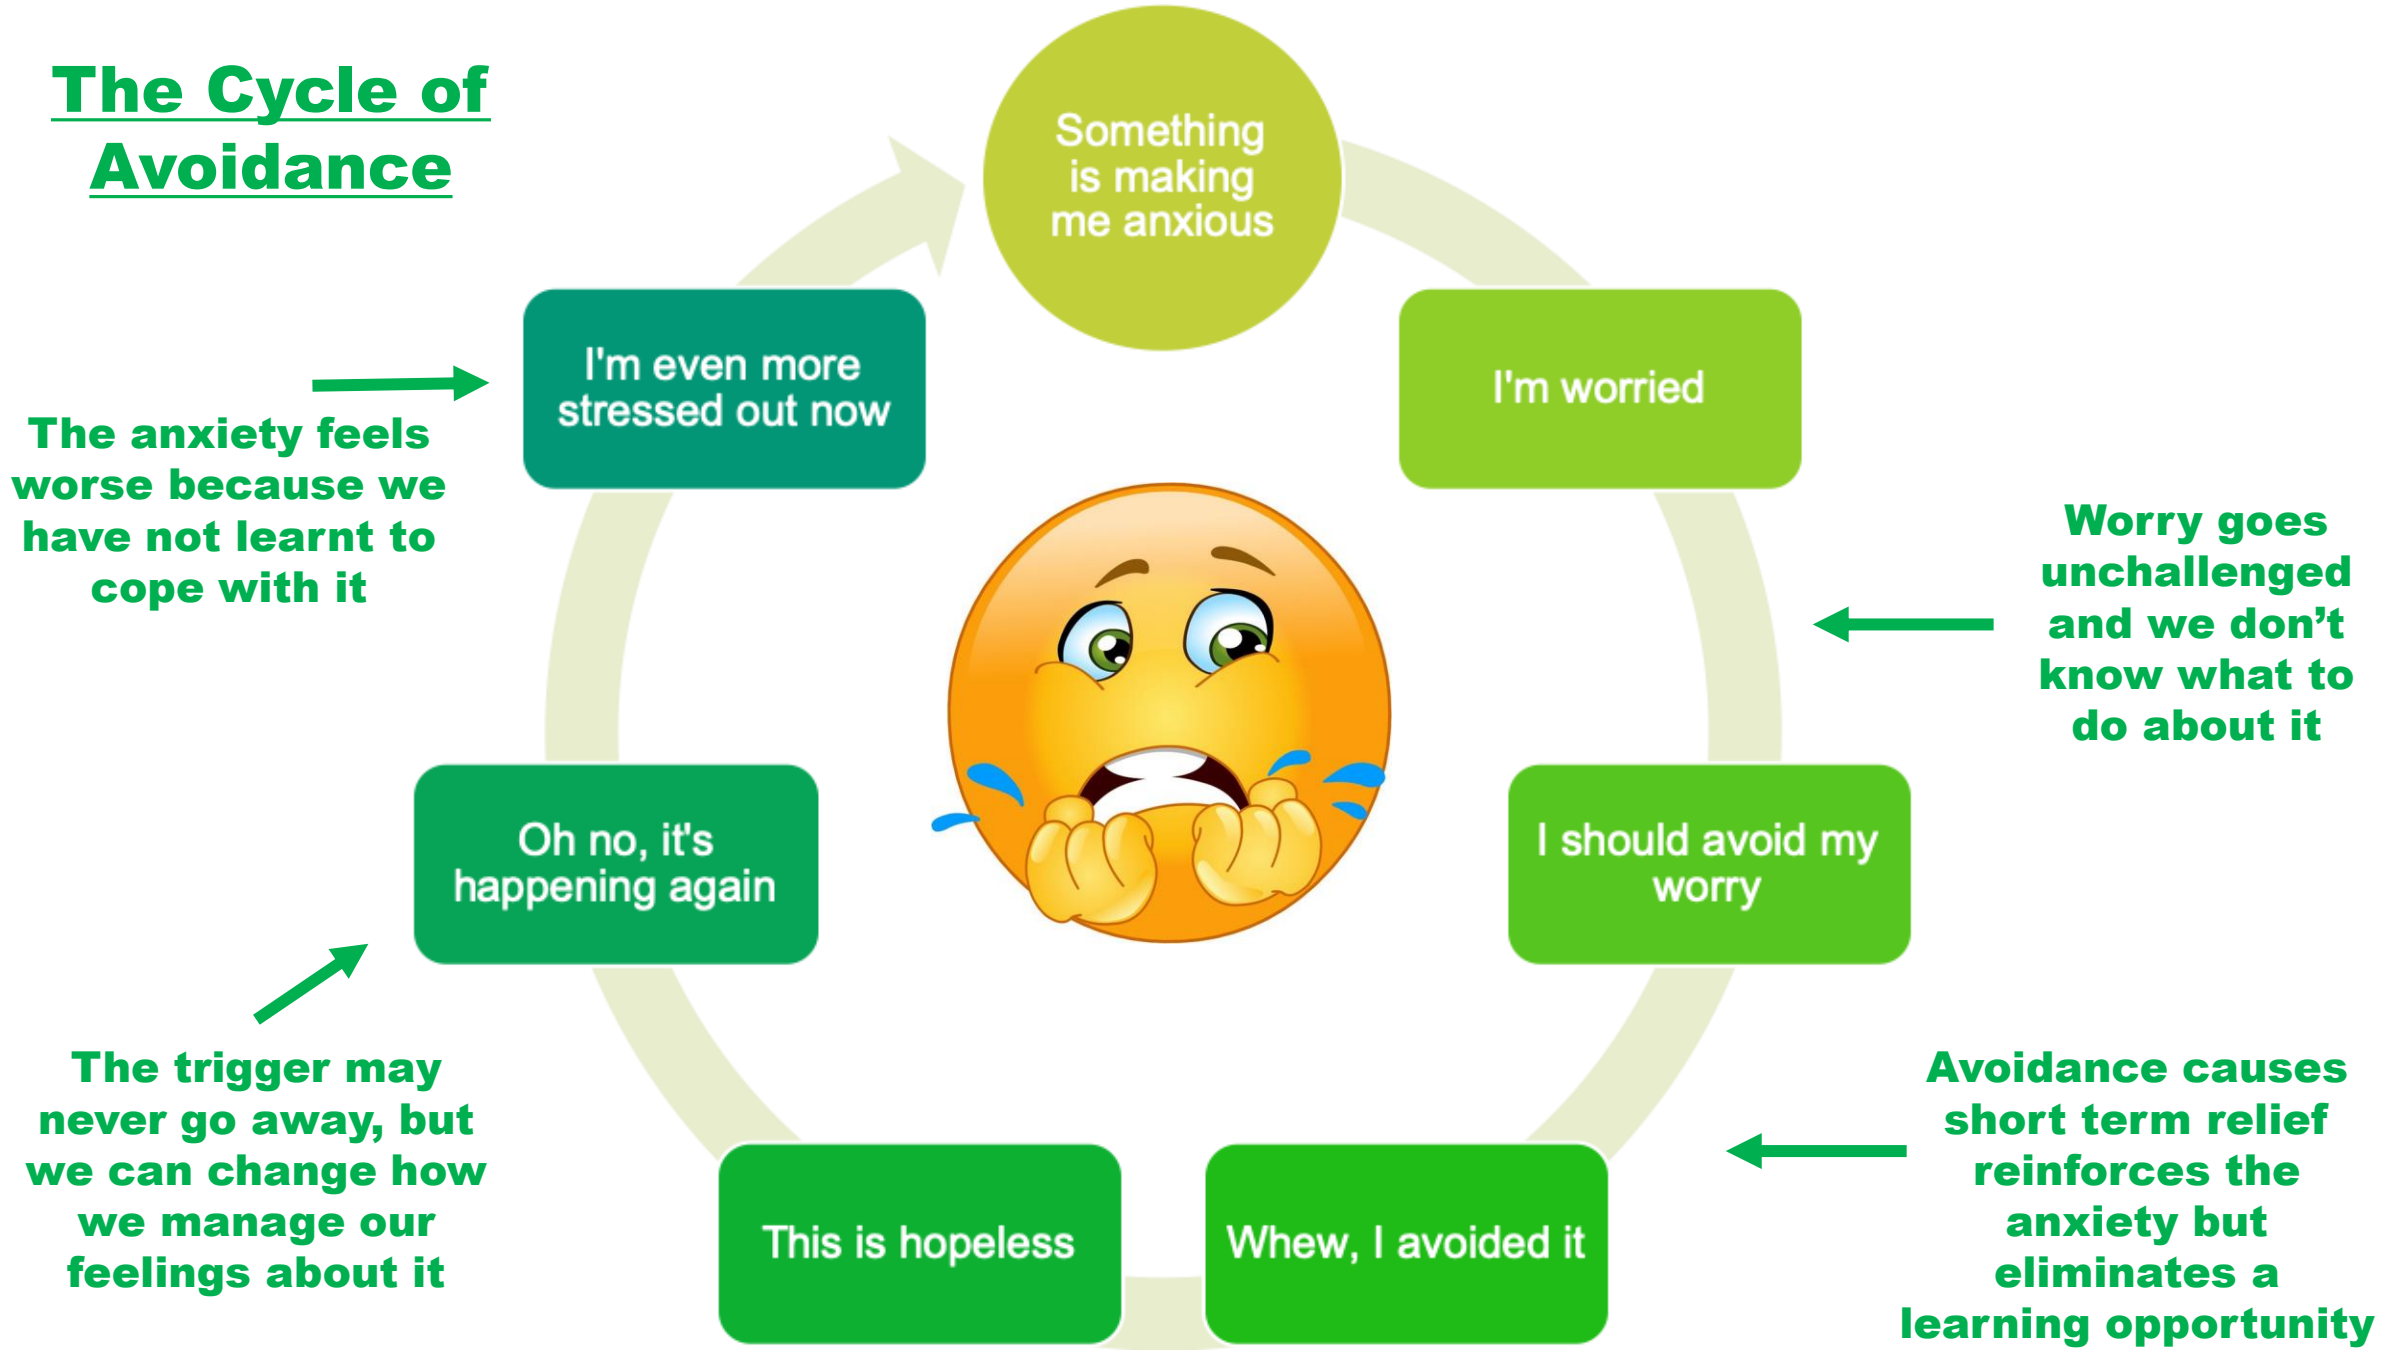 The Cycle of
Avoidance
Something
is making
me anxious
I'm worried
Worry goes
unchallenged
and we don’t
know what to
do about it
I should avoid my
worry
Avoidance causes
short term relief
reinforces the
anxiety but
eliminates a
learning opportunity
Whew, I avoided it
This is hopeless
Oh no, it's
happening again
The trigger may
never go away, but
we can change how
we manage our
feelings about it
I'm even more
stressed out now
The anxiety feels
worse because we
have not learnt to
cope with it